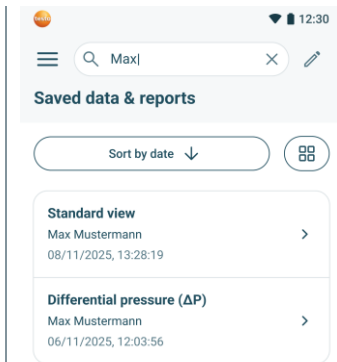 12:30
Max
Saved data & reports
Sort by date
Standard view
Max Mustermann
08/11/2025, 13:28:19
Differential pressure (ΔP)
Max Mustermann
06/11/2025, 12:03:56